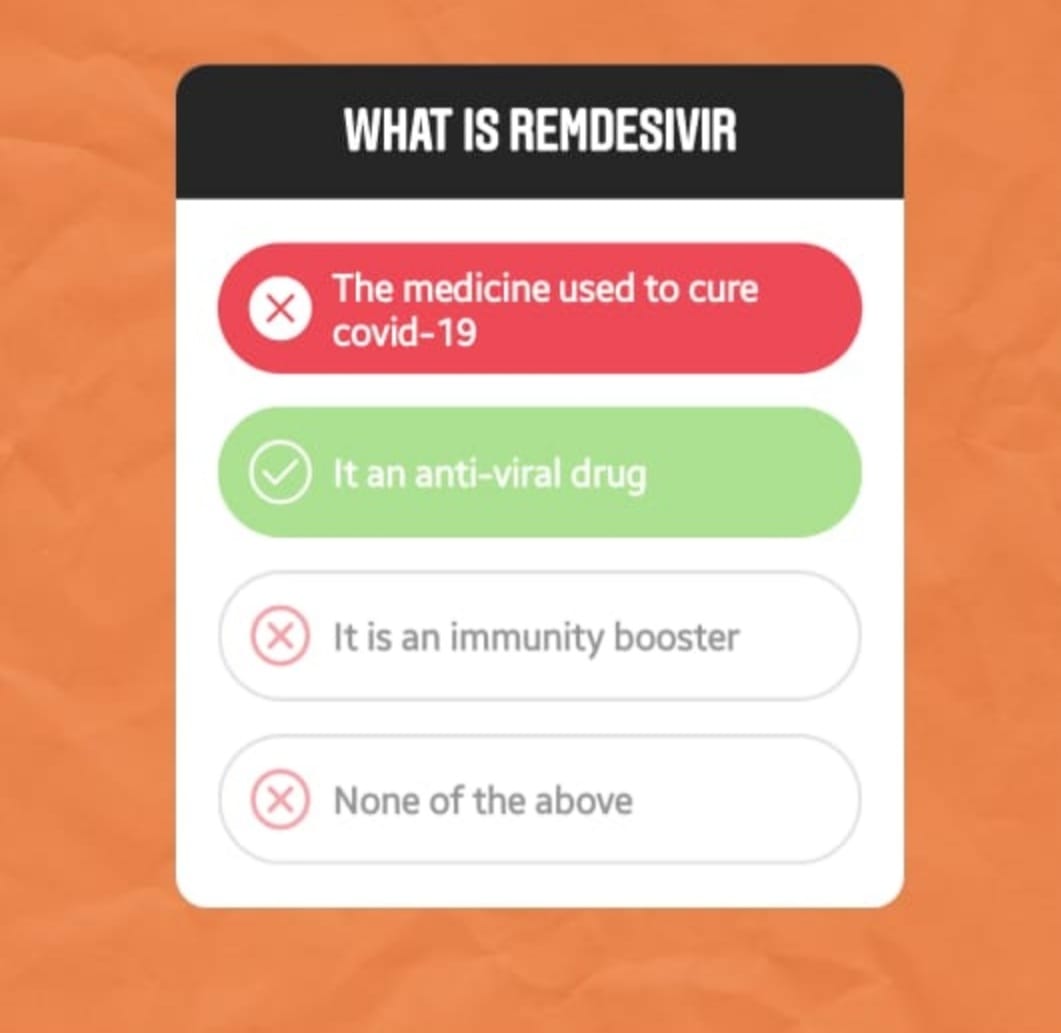 WHAT IS REMDESIVIR
The medicine used to cure
covid-19
It an anti-viral drug
It is an immunity booster
None of the above